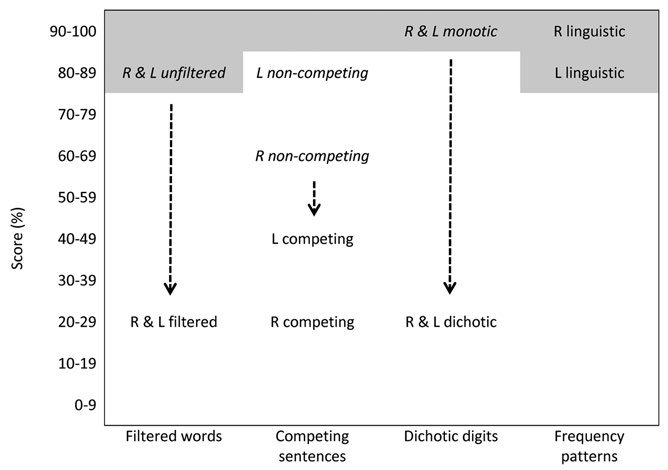 90-100 R & L monotic R linguistic
80-89 R & L unfiltered L non-competing L linguistic
70-79
60-69 R non-competing
50-59
40-49 L competing
30-39
20-29 R & L filtered R competing R & L dichotic
10-19
0-9
Score (%)
Filtered words Competing Dichotic digits Frequency
sentences patterns